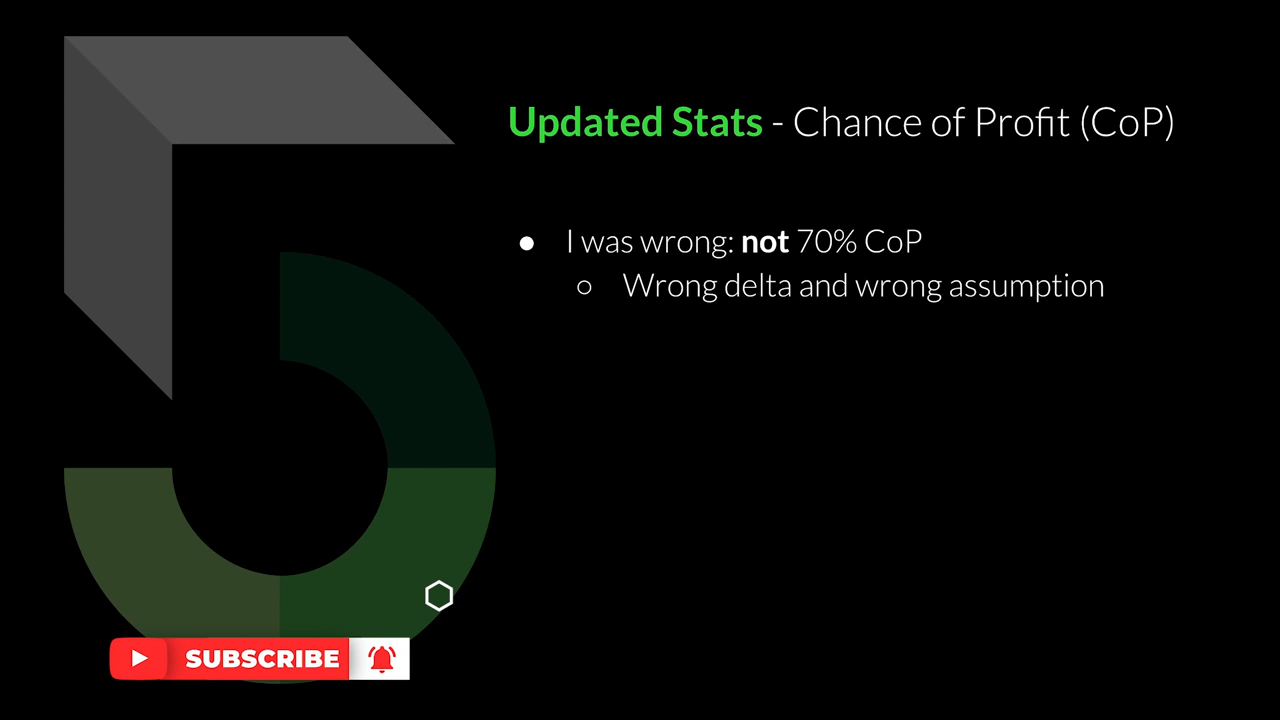 Updated Stats - Chance of Profit (CoP)
● I was wrong: not 70% CoP
○ Wrong delta and wrong assumption
SUBSCRIBE